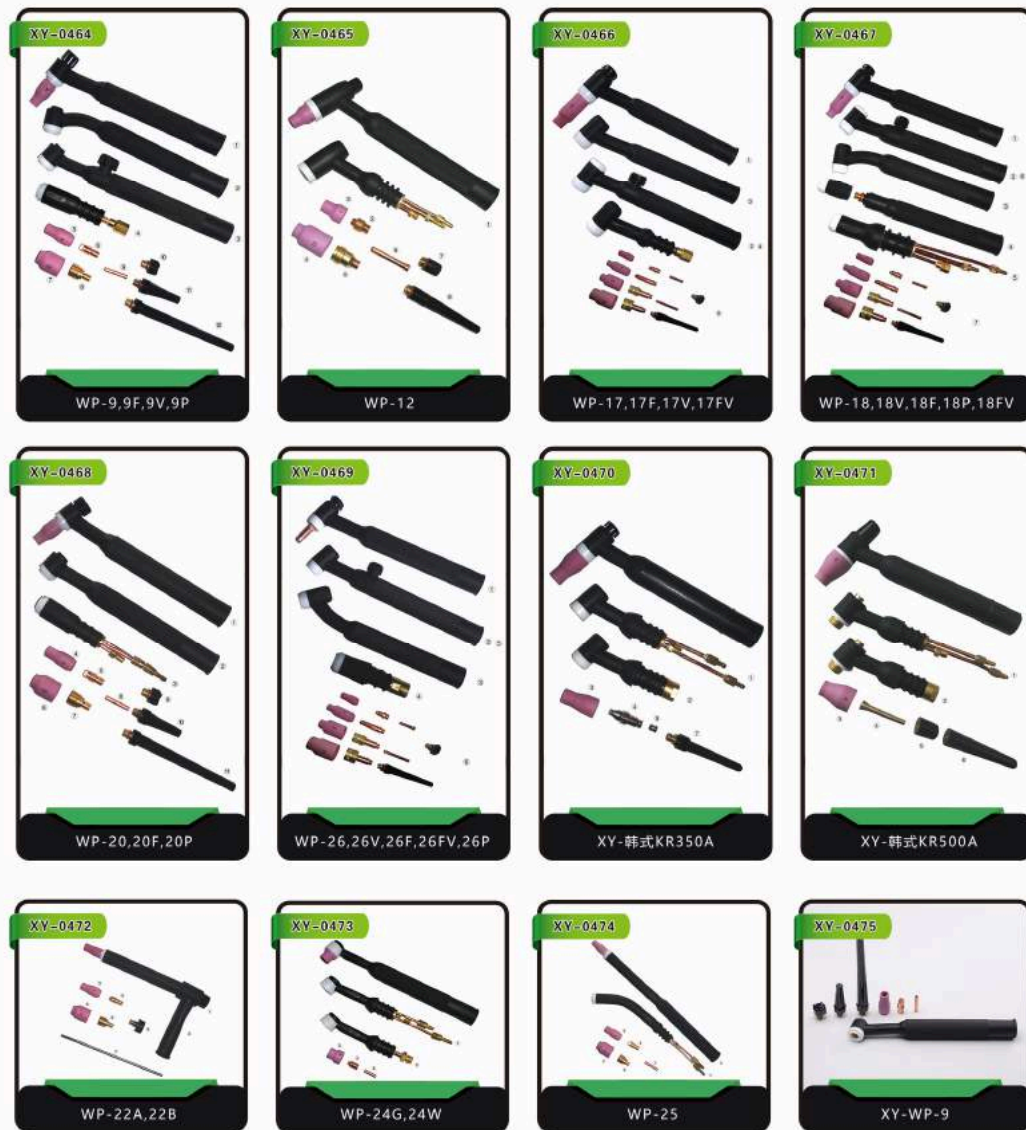 XY-0464
XY-0465
XY-0466
XY-0467
WP-9,9F,9V,9P
WP-12
WP-17,17F,17V,17FV
WP-18,18V,18F,18P,18FV
XY-0468
XY-0469
XY-0470
XY-0471
WP-20,20F,20P
WP-26,26V,26F,26FV,26P
XY-韩式KR350A
XY-韩式KR500A
XY-0472
XY-0473
XY-0474
XY-0475
WP-22A,22B
WP-24G,24W
WP-25
XY-WP-9